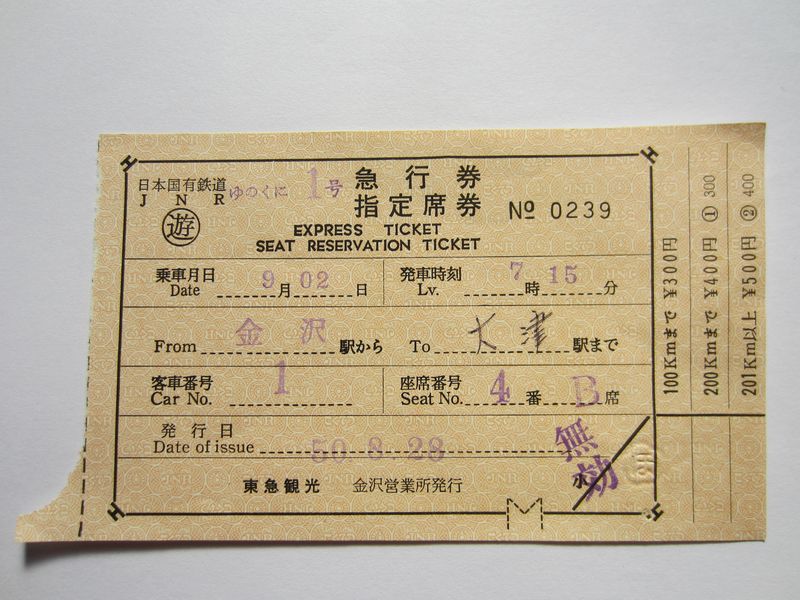 日本国有鉄道 ゆのくに 1号 急行券
JNR 指定席券 № 0239
遊 EXPRESS TICKET
SEAT RESERVATION TICKET
乗車月日 発車時刻 7 15
Date 9月02日 Lv. 時 分
From 金沢 駅から To 大津 駅まで
客車番号 1 座席番号
Car No. Seat No. 4番 B席
発行日
Date of issue 50.8.28
東急観光 金沢営業所発行
無効
100Kmまで ¥300円
200Kmまで ¥400円 ① 300
201Km以上 ¥500円 ② 400